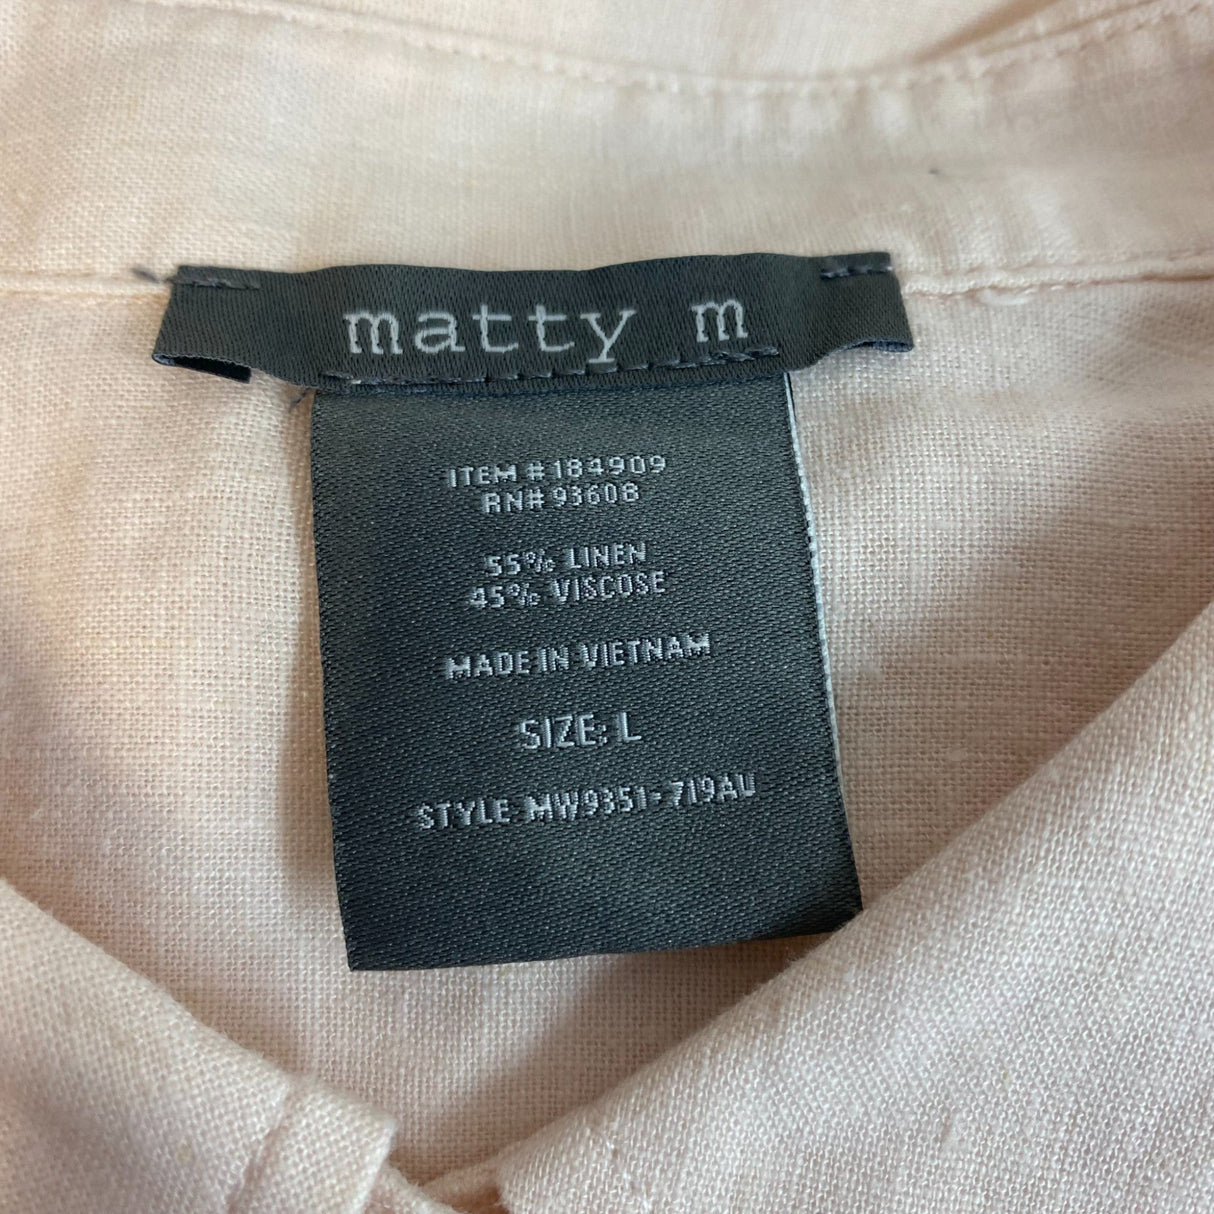 matty m
ITEM # 184909
RN# 93608
55% LINEN
45% VISCOSE
MADE IN VIETNAM
SIZE: L
STYLE MW9351-719AU